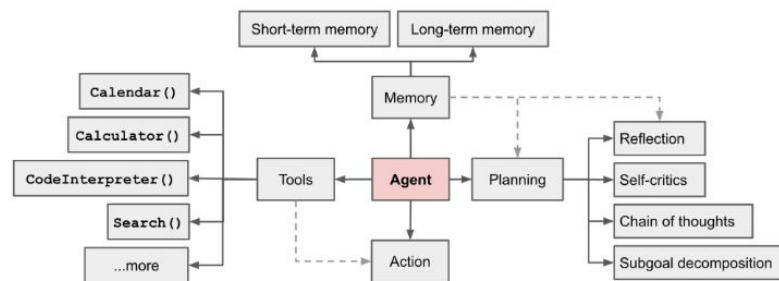 Short-term memory
Long-term memory
Calendar()
Memory
Calculator()
Reflection
CodeInterpreter()
Tools
Agent
Planning
Self-critics
Search()
Chain of thoughts
...more
Action
Subgoal decomposition